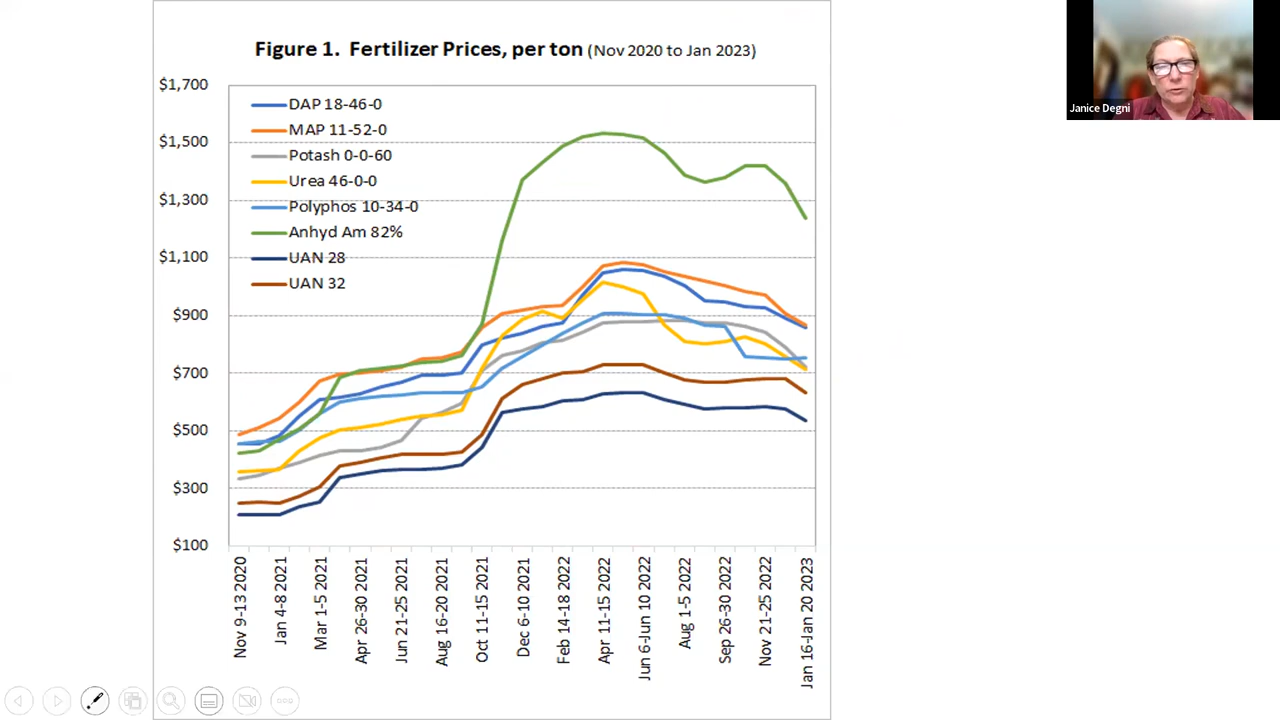 Figure 1.  Fertilizer Prices, per ton (Nov 2020 to Jan 2023)
$1,700
$1,500
$1,300
$1,100
$900
$700
$500
$300
$100
DAP 18-46-0
MAP 11-52-0
Potash 0-0-60
Urea 46-0-0
Polyphos 10-34-0
Anhyd Am 82%
UAN 28
UAN 32
Nov 9-13 2020
Jan 4-8 2021
Mar 1-5 2021
Apr 26-30 2021
Jun 21-25 2021
Aug 16-20 2021
Oct 11-15 2021
Dec 6-10 2021
Feb 14-18 2022
Apr 11-15 2022
Jun 6-Jun 10 2022
Aug 1-5 2022
Sep 26-30 2022
Nov 21-25 2022
Jan 16-Jan 20 2023
Janice Degni